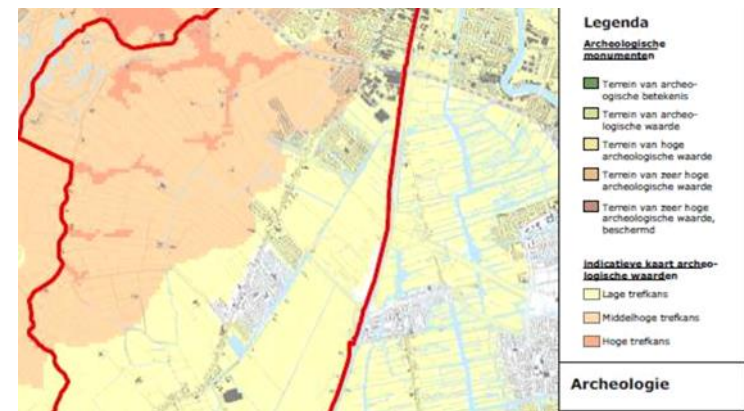 Legenda
Archeologische
monumenten
Terrein van archeo-
ogische betekenis
Terrein van archeo-
logische waarde
Terrein van hoge
archeologische waarde
Terrein van zeer hoge
archeologische waarde
Terrein van zeer hoge
archeologische waarde,
beschermd
Indicatieve kaart archeo-
logische waarden
Lage trefkans
Middelhoge trefkans
Hoge trefkans
Archeologie